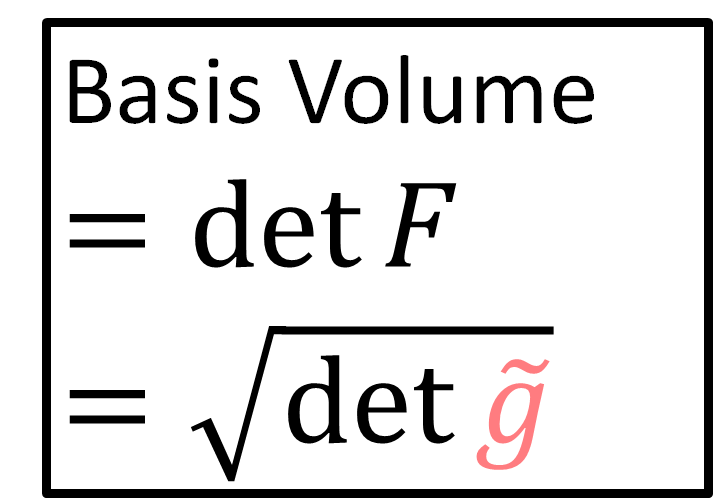 Basis Volume
= det F
= √det g̃